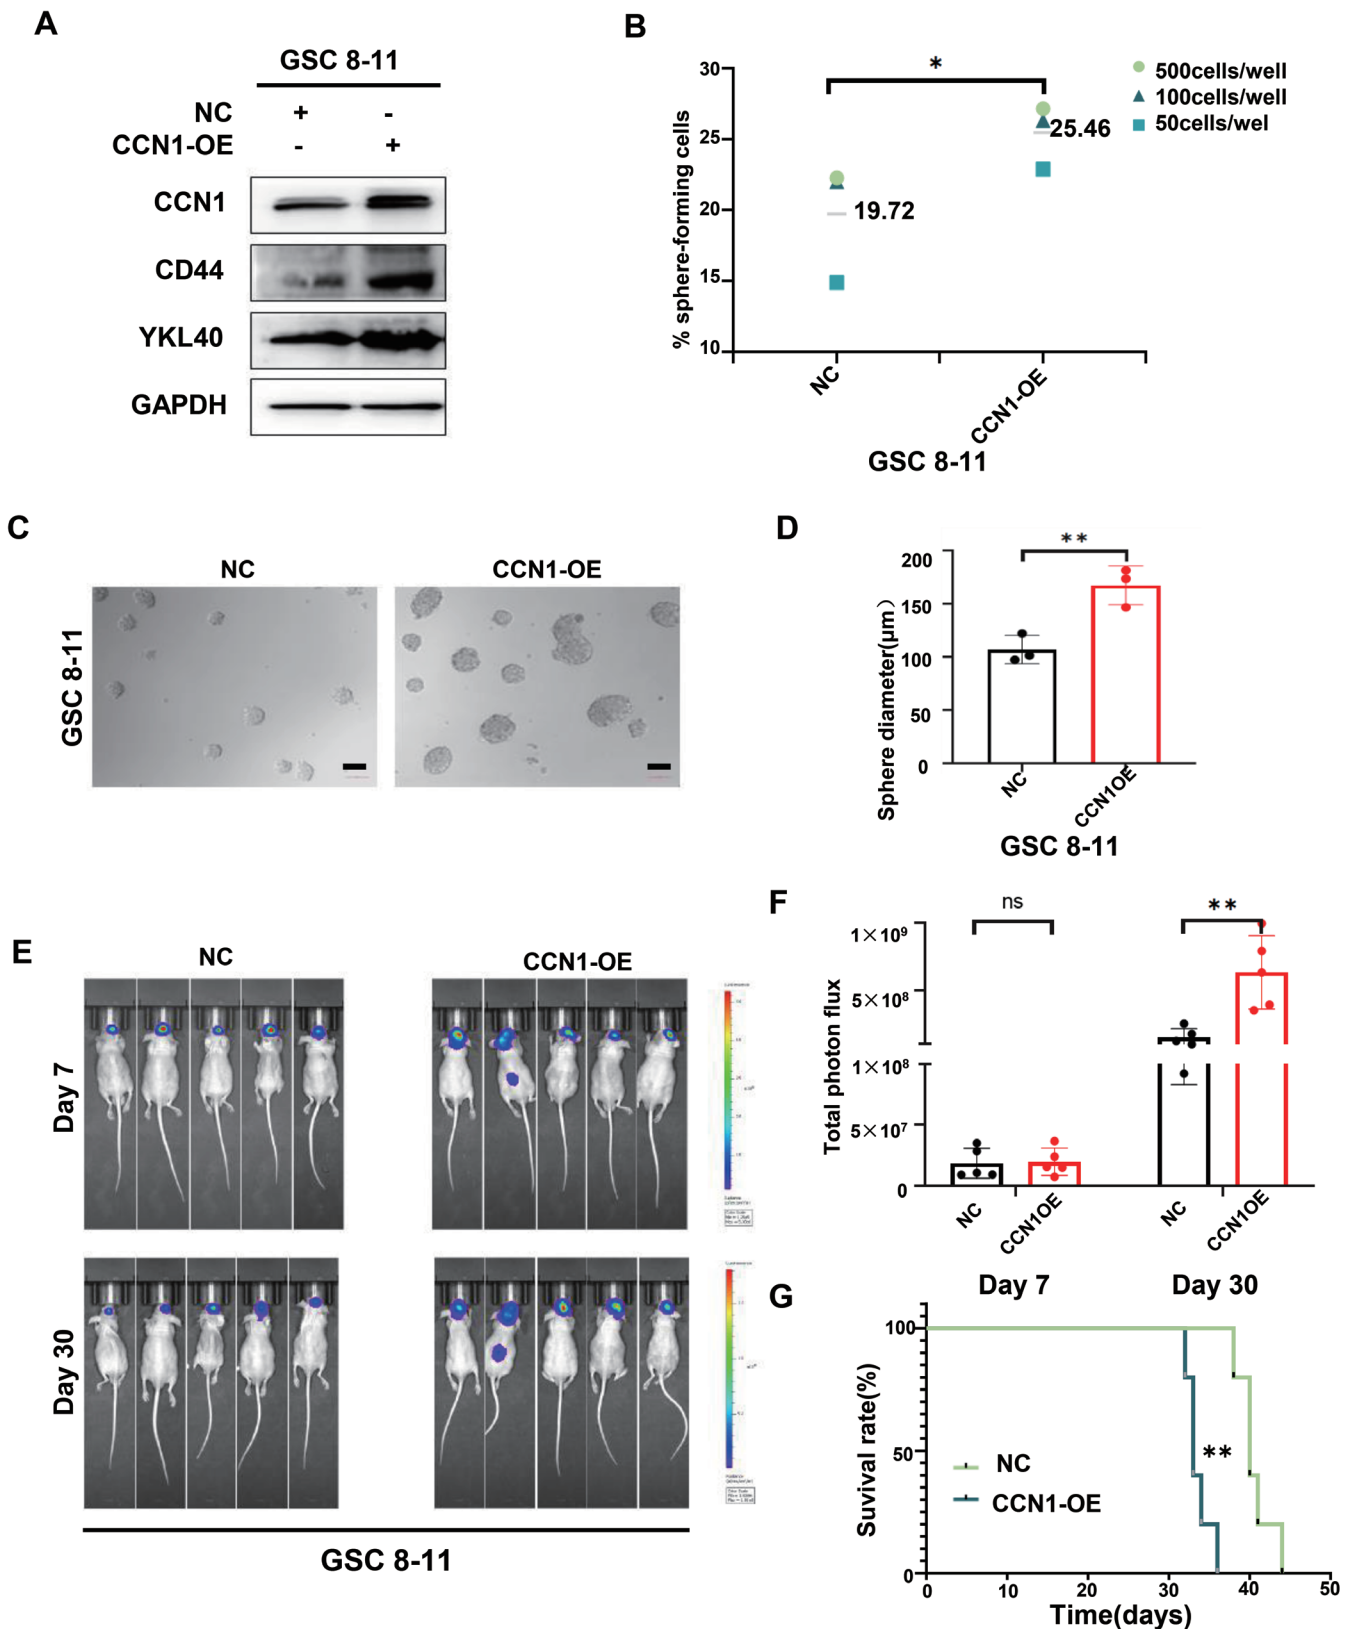 A
GSC 8-11
NC + -
CCN1-OE - +
CCN1
CD44
YKL40
GAPDH
B
30
25
20
15
10
% sphere-forming cells
*
19.72
25.46
500cells/well
100cells/well
50cells/wel
NC
CCN1-OE
GSC 8-11
C
NC
CCN1-OE
GSC 8-11
D
**
200
150
100
50
0
Sphere diameter(μm)
NC
CCN1OE
GSC 8-11
E
NC
CCN1-OE
Day 7
Day 30
GSC 8-11
F
ns
**
1×10⁹
5×10⁸
1×10⁸
5×10⁷
0
Total photon flux
NC
CCN1OE
NC
CCN1OE
Day 7
Day 30
G
100
50
0
Suvival rate(%)
**
NC
CCN1-OE
0 10 20 30 40 50
Time(days)